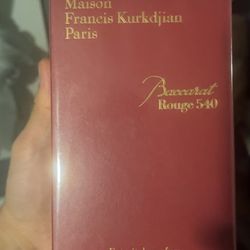 Maison
Francis Kurkdjian
Paris
Baccarat
Rouge 540